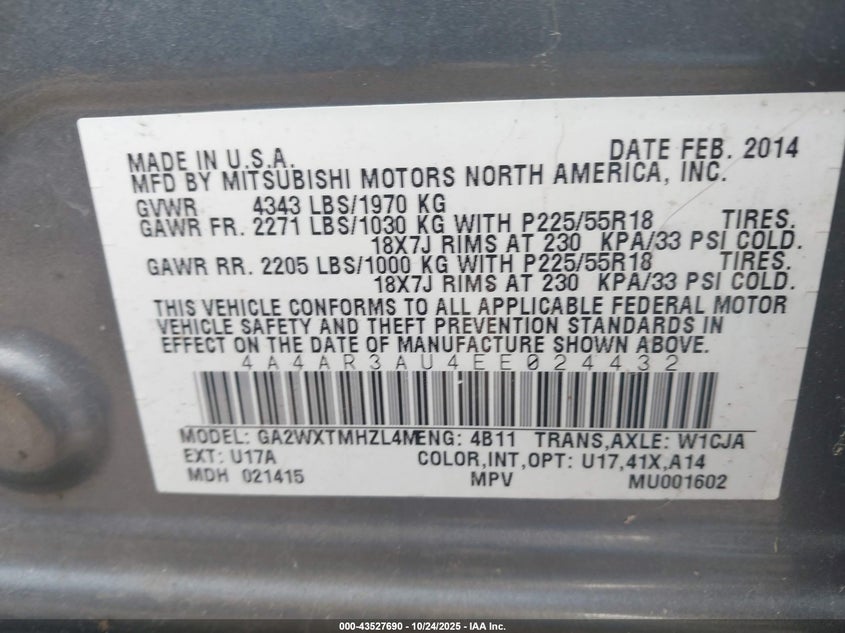 MADE IN U.S.A. DATE FEB. 2014
MFD BY MITSUBISHI MOTORS NORTH AMERICA, INC.
GVWR 4343 LBS/1970 KG
GAWR FR. 2271 LBS/1030 KG WITH P225/55R18 TIRES.
18X7J RIMS AT 230 KPA/33 PSI COLD.
GAWR RR. 2205 LBS/1000 KG WITH P225/55R18 TIRES.
18X7J RIMS AT 230 KPA/33 PSI COLD.
THIS VEHICLE CONFORMS TO ALL APPLICABLE FEDERAL MOTOR
VEHICLE SAFETY AND THEFT PREVENTION STANDARDS IN
EFFECT ON THE DATE OF MANUFACTURE SHOWN ABOVE.
4A4AR3AU4EE024432
MODEL: GA2WXTMHZL4M ENG: 4B11 TRANS,AXLE: W1CJA
EXT: U17A COLOR,INT,OPT: U17,41X,A14
MDH 021415 MPV MU001602
000-43527690 - 10/24/2025 - IAA Inc.